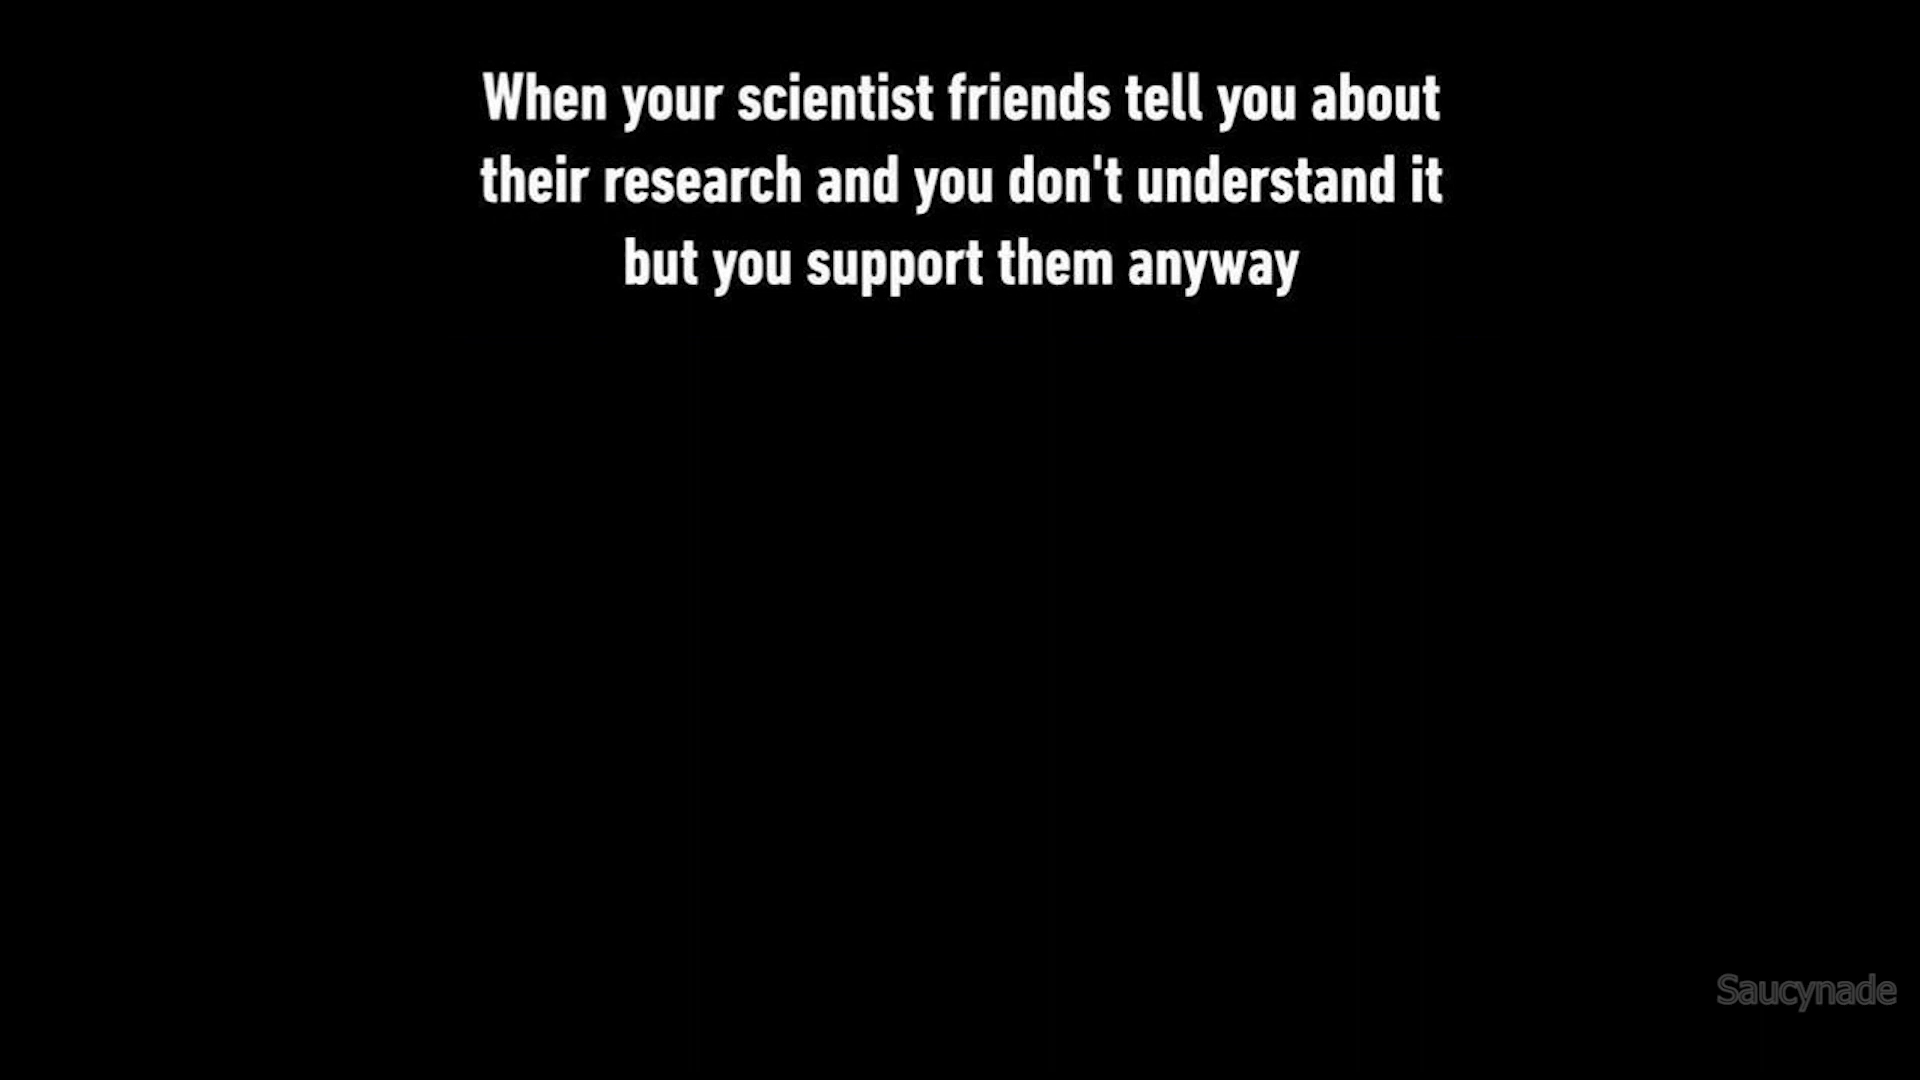 When your scientist friends tell you about
their research and you don't understand it
but you support them anyway
Saucynade